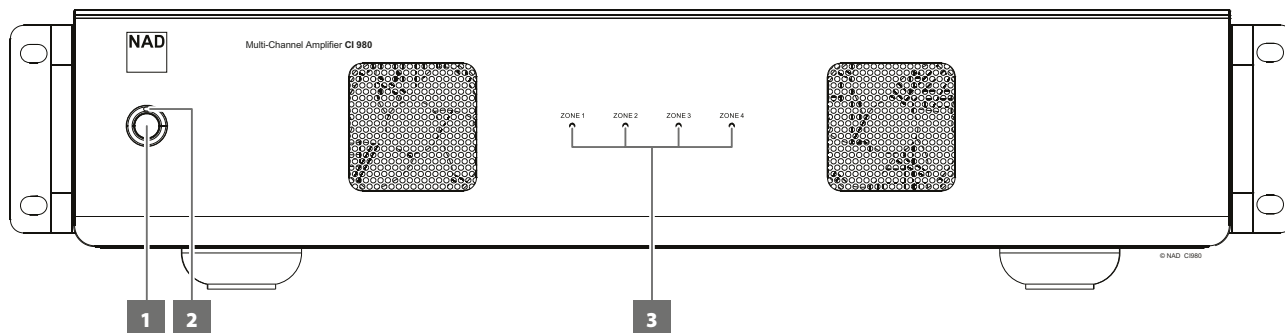 NAD
Multi-Channel Amplifier CI 980
ZONE 1 ZONE 2 ZONE 3 ZONE 4
© NAD CI980
1 2 3